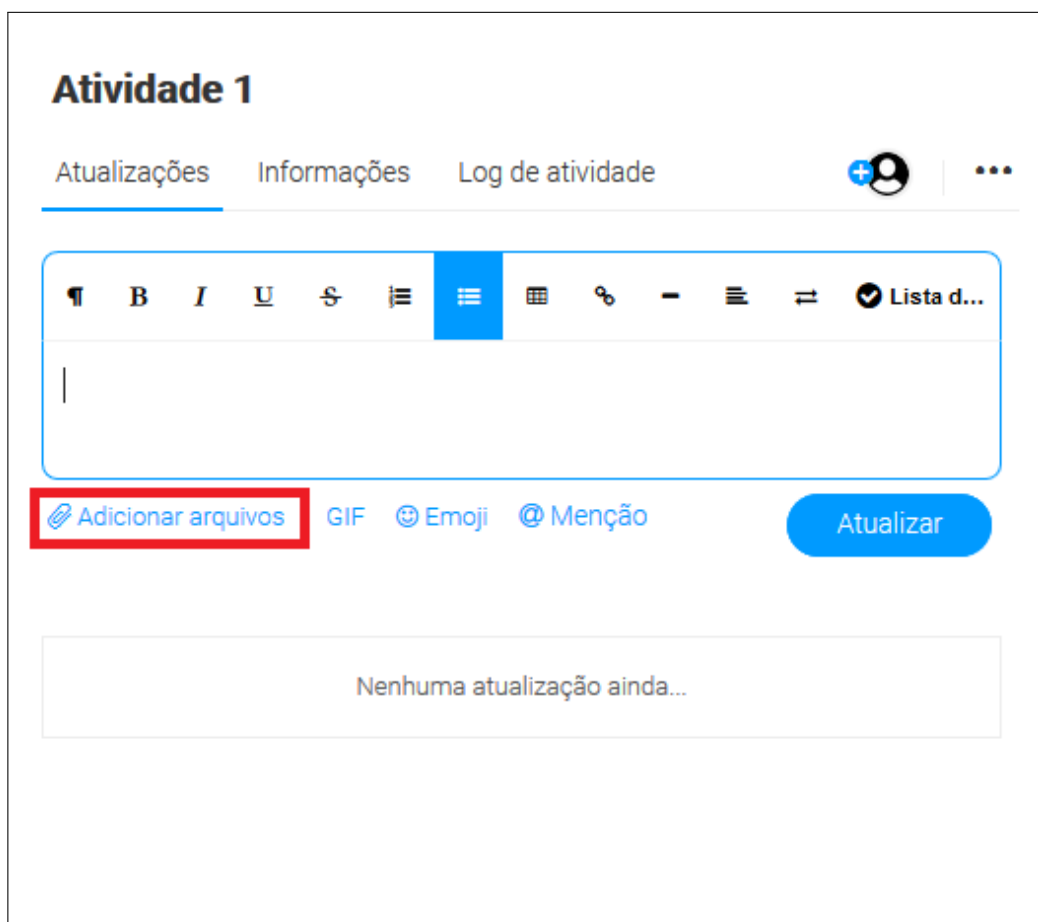 Atividade 1
Atualizações Informações Log de atividade
B I U S Lista d...
Adicionar arquivos GIF Emoji @ Menção Atualizar
Nenhuma atualização ainda...